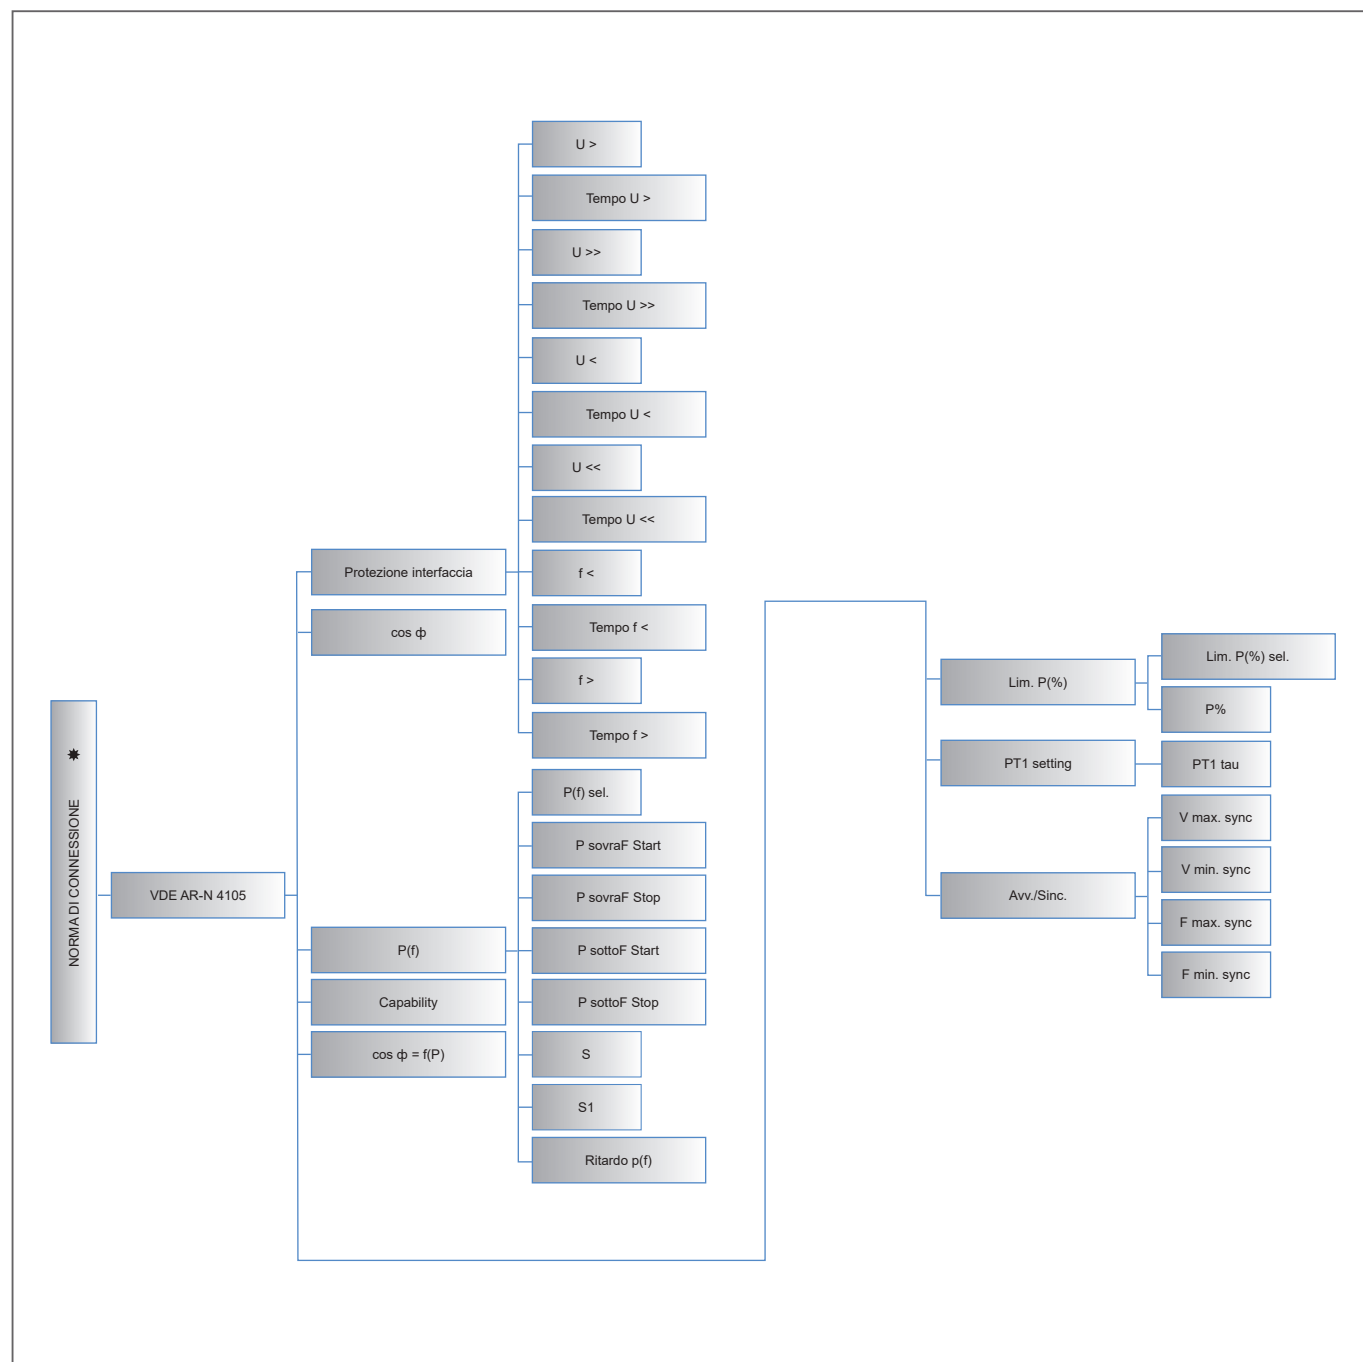 NORMA DI CONNESSIONE
VDE AR-N 4105
Protezione interfaccia
cos ф
P(f)
Capability
cos ф = f(P)
U >
Tempo U >
U >>
Tempo U >>
U <
Tempo U <
U <<
Tempo U <<
f <
Tempo f <
f >
Tempo f >
P(f) sel.
P sovraF Start
P sovraF Stop
P sottoF Start
P sottoF Stop
S
S1
Ritardo p(f)
Lim. P(%)
PT1 setting
Avv./Sinc.
Lim. P(%) sel.
P%
PT1 tau
V max. sync
V min. sync
F max. sync
F min. sync